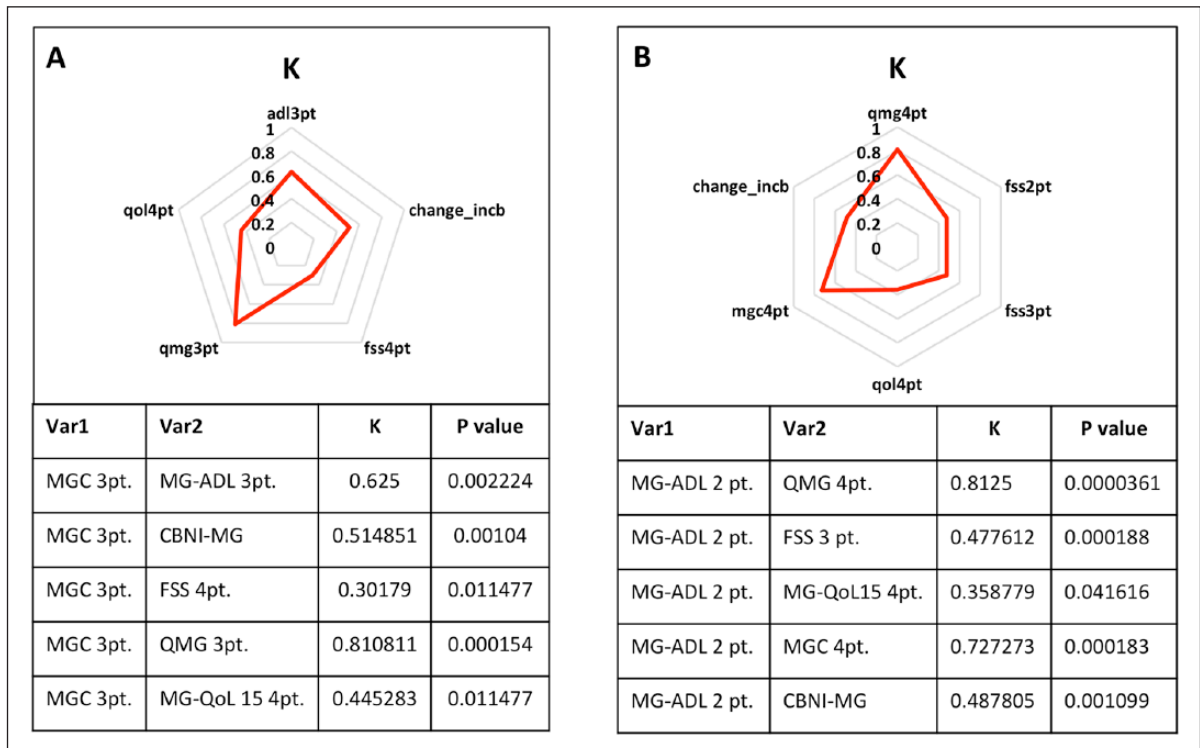 A
K
adl3pt
1
0.8
0.6
0.4
0.2
0
change_incb
fss4pt
qmg3pt
qol4pt
Var1 Var2 K P value
MGC 3pt. MG-ADL 3pt. 0.625 0.002224
MGC 3pt. CBNI-MG 0.514851 0.00104
MGC 3pt. FSS 4pt. 0.30179 0.011477
MGC 3pt. QMG 3pt. 0.810811 0.000154
MGC 3pt. MG-QoL 15 4pt. 0.445283 0.011477
B
K
qmg4pt
1
0.8
0.6
0.4
0.2
0
fss2pt
fss3pt
qol4pt
mgc4pt
change_incb
Var1 Var2 K P value
MG-ADL 2 pt. QMG 4pt. 0.8125 0.0000361
MG-ADL 2 pt. FSS 3 pt. 0.477612 0.000188
MG-ADL 2 pt. MG-QoL15 4pt. 0.358779 0.041616
MG-ADL 2 pt. MGC 4pt. 0.727273 0.000183
MG-ADL 2 pt. CBNI-MG 0.487805 0.001099